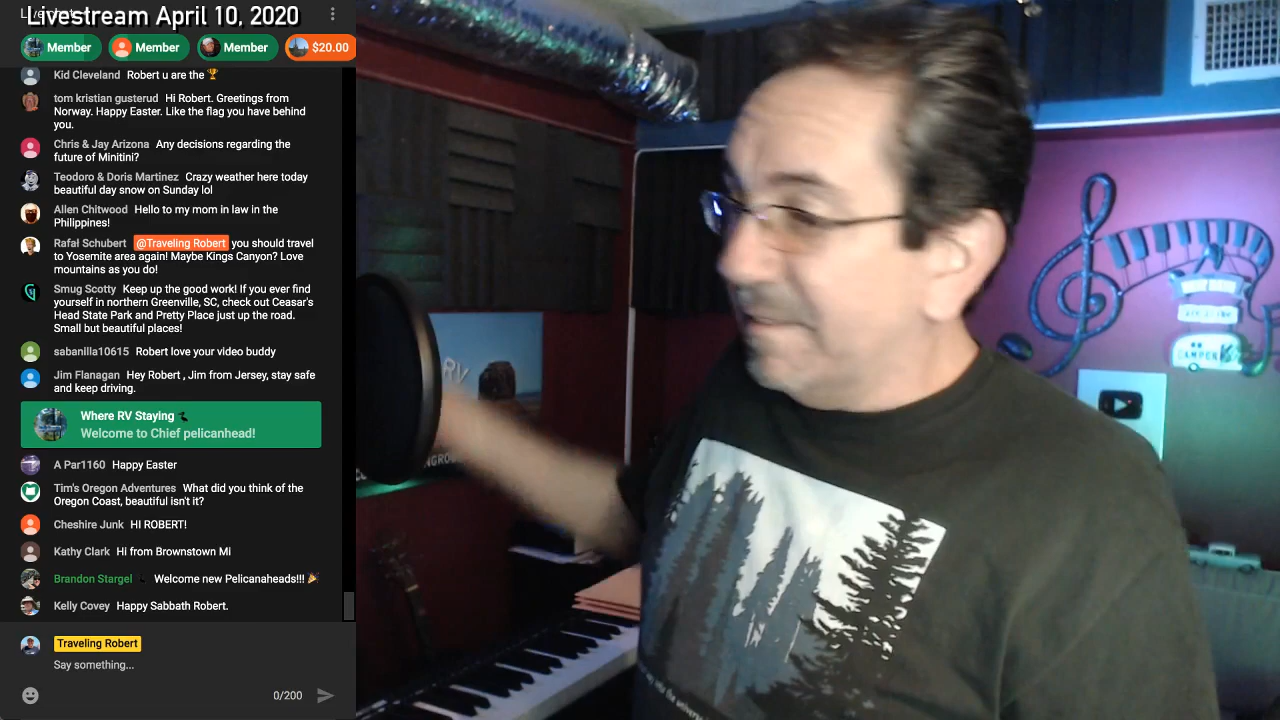 Livestream April 10, 2020
Member
Member
Member
$20.00
Kid Cleveland Robert u are the 🏆
tom kristian gusterud Hi Robert. Greetings from
Norway. Happy Easter. Like the flag you have behind
you.
Chris & Jay Arizona Any decisions regarding the
future of Minitini?
Teodoro & Doris Martinez Crazy weather here today
beautiful day snow on Sunday lol
Allen Chitwood Hello to my mom in law in the
Philippines!
Rafał Schubert @Traveling Robert you should travel
to Yosemite area again! Maybe Kings Canyon? Love
mountains as you do!
Smug Scotty Keep up the good work! If you ever find
yourself in northern Greenville, SC, check out Ceasar's
Head State Park and Pretty Place just up the road.
Small but beautiful places!
sabanilla10615 Robert love your video buddy
Jim Flanagan Hey Robert , Jim from Jersey, stay safe
and keep driving.
Where RV Staying
Welcome to Chief pelicanhead!
A Par1160 Happy Easter
Tim's Oregon Adventures What did you think of the
Oregon Coast, beautiful isn't it?
Cheshire Junk HI ROBERT!
Kathy Clark Hi from Brownstown Mi
Brandon Stargel Welcome new Pelicanaheads!!! 🎉
Kelly Covey Happy Sabbath Robert.
Traveling Robert
Say something...
0/200
RV
CAMPER